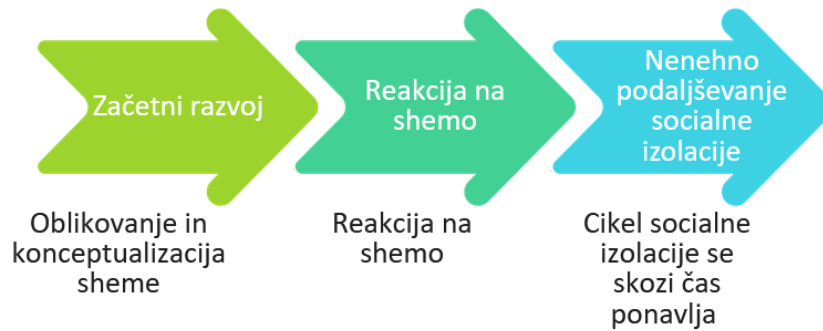 Začetni razvoj
Oblikovanje in
konceptualizacija
sheme
Reakcija na
shemo
Reakcija na
shemo
Nenehno
podaljševanje
socialne
izolacije
Cikel socialne
izolacije se
skozi čas
ponavlja